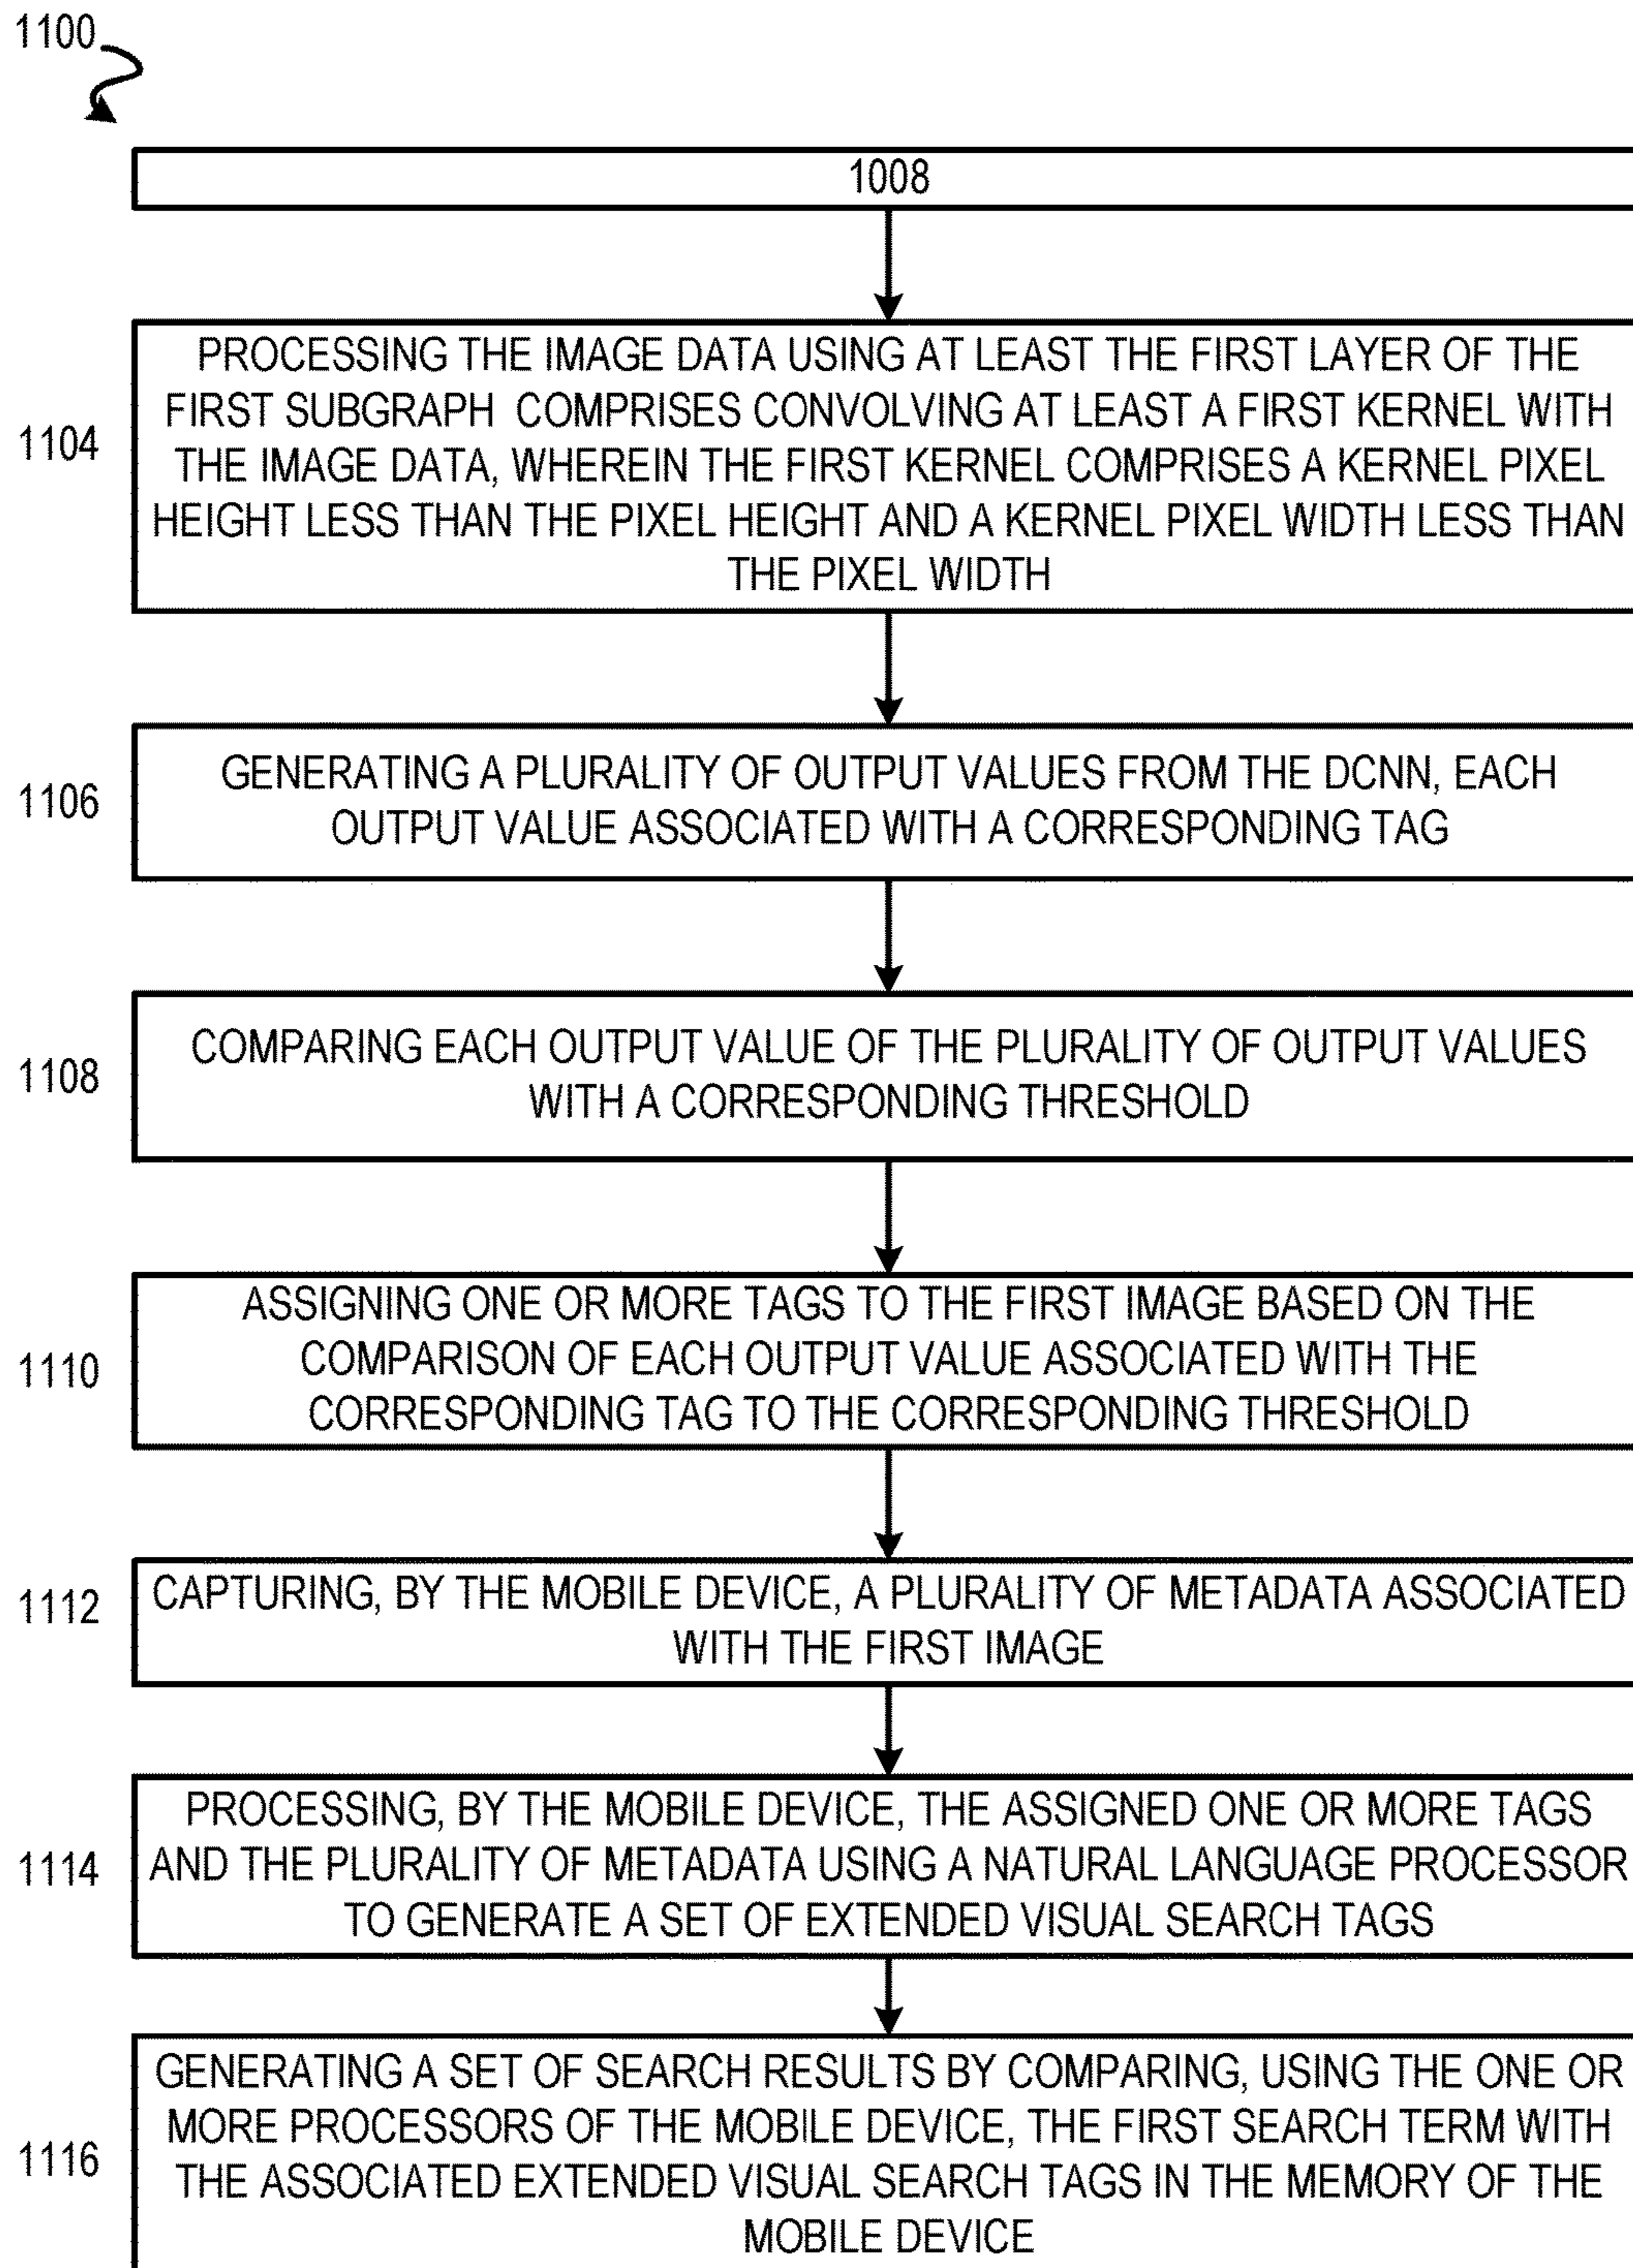 1100
1008
1104
PROCESSING THE IMAGE DATA USING AT LEAST THE FIRST LAYER OF THE
FIRST SUBGRAPH COMPRISES CONVOLVING AT LEAST A FIRST KERNEL WITH
THE IMAGE DATA, WHEREIN THE FIRST KERNEL COMPRISES A KERNEL PIXEL
HEIGHT LESS THAN THE PIXEL HEIGHT AND A KERNEL PIXEL WIDTH LESS THAN
THE PIXEL WIDTH
1106
GENERATING A PLURALITY OF OUTPUT VALUES FROM THE DCNN, EACH
OUTPUT VALUE ASSOCIATED WITH A CORRESPONDING TAG
1108
COMPARING EACH OUTPUT VALUE OF THE PLURALITY OF OUTPUT VALUES
WITH A CORRESPONDING THRESHOLD
1110
ASSIGNING ONE OR MORE TAGS TO THE FIRST IMAGE BASED ON THE
COMPARISON OF EACH OUTPUT VALUE ASSOCIATED WITH THE
CORRESPONDING TAG TO THE CORRESPONDING THRESHOLD
1112
CAPTURING, BY THE MOBILE DEVICE, A PLURALITY OF METADATA ASSOCIATED
WITH THE FIRST IMAGE
1114
PROCESSING, BY THE MOBILE DEVICE, THE ASSIGNED ONE OR MORE TAGS
AND THE PLURALITY OF METADATA USING A NATURAL LANGUAGE PROCESSOR
TO GENERATE A SET OF EXTENDED VISUAL SEARCH TAGS
1116
GENERATING A SET OF SEARCH RESULTS BY COMPARING, USING THE ONE OR
MORE PROCESSORS OF THE MOBILE DEVICE, THE FIRST SEARCH TERM WITH
THE ASSOCIATED EXTENDED VISUAL SEARCH TAGS IN THE MEMORY OF THE
MOBILE DEVICE